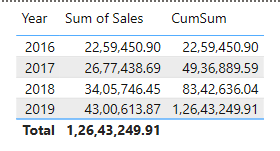 Year Sum of Sales CumSum
2016 22,59,450.90 22,59,450.90
2017 26,77,438.69 49,36,889.59
2018 34,05,746.45 83,42,636.04
2019 43,00,613.87 1,26,43,249.91
Total 1,26,43,249.91